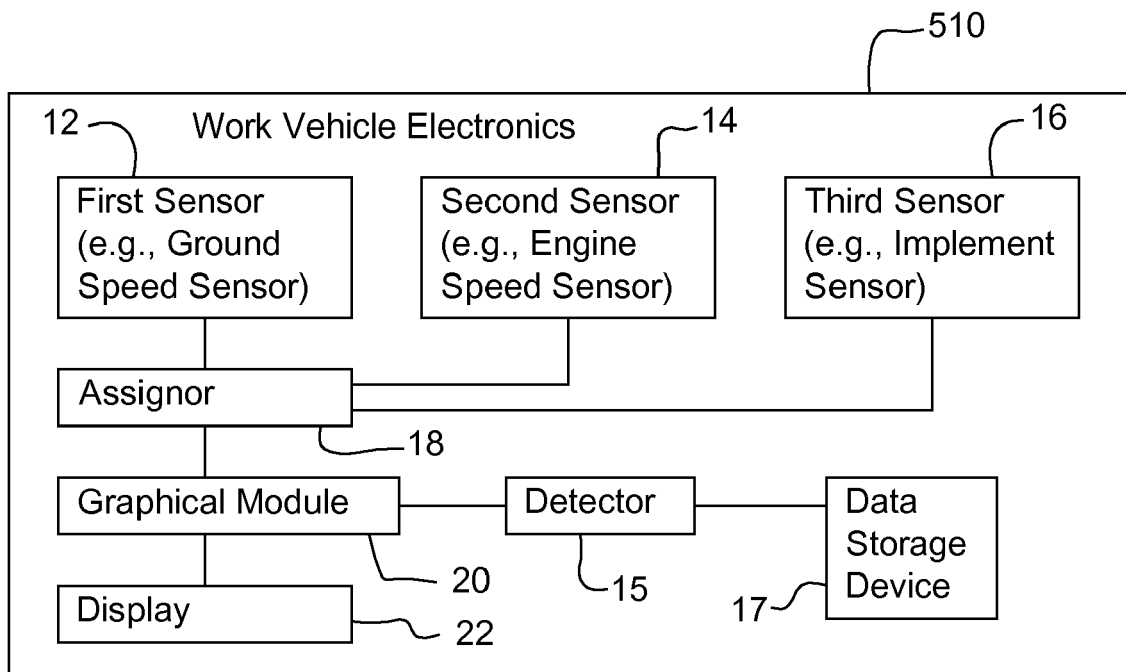 510
12
Work Vehicle Electronics
14
16
First Sensor
(e.g., Ground
Speed Sensor)
Second Sensor
(e.g., Engine
Speed Sensor)
Third Sensor
(e.g., Implement
Sensor)
Assignor
18
Graphical Module
20
Detector
15
Data
Storage
Device
17
Display
22